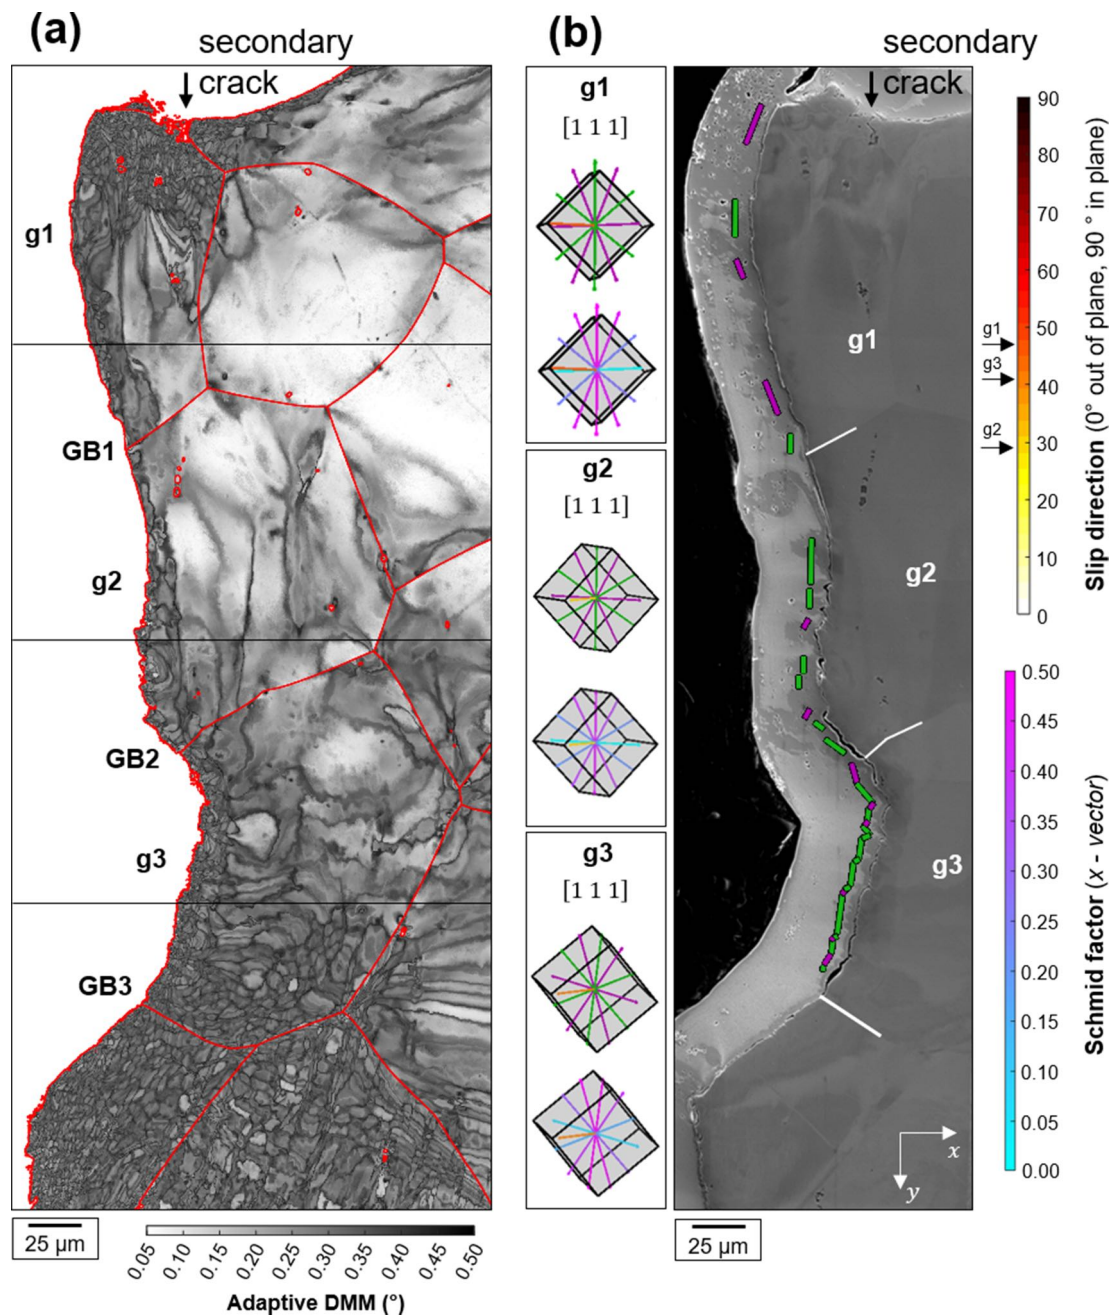 (a)
secondary
crack
g1
GB1
g2
GB2
g3
GB3
25 µm
0.05 0.10 0.15 0.20 0.25 0.30 0.35 0.40 0.45 0.50
Adaptive DMM (°)
(b)
secondary
crack
g1
[1 1 1]
g2
[1 1 1]
g3
[1 1 1]
g1
g2
g3
x
y
25 µm
g1
g3
g2
90
80
70
60
50
40
30
20
10
0
Slip direction (0° out of plane, 90 ° in plane)
0.50
0.45
0.40
0.35
0.30
0.25
0.20
0.15
0.10
0.05
0.00
Schmid factor (x - vector)